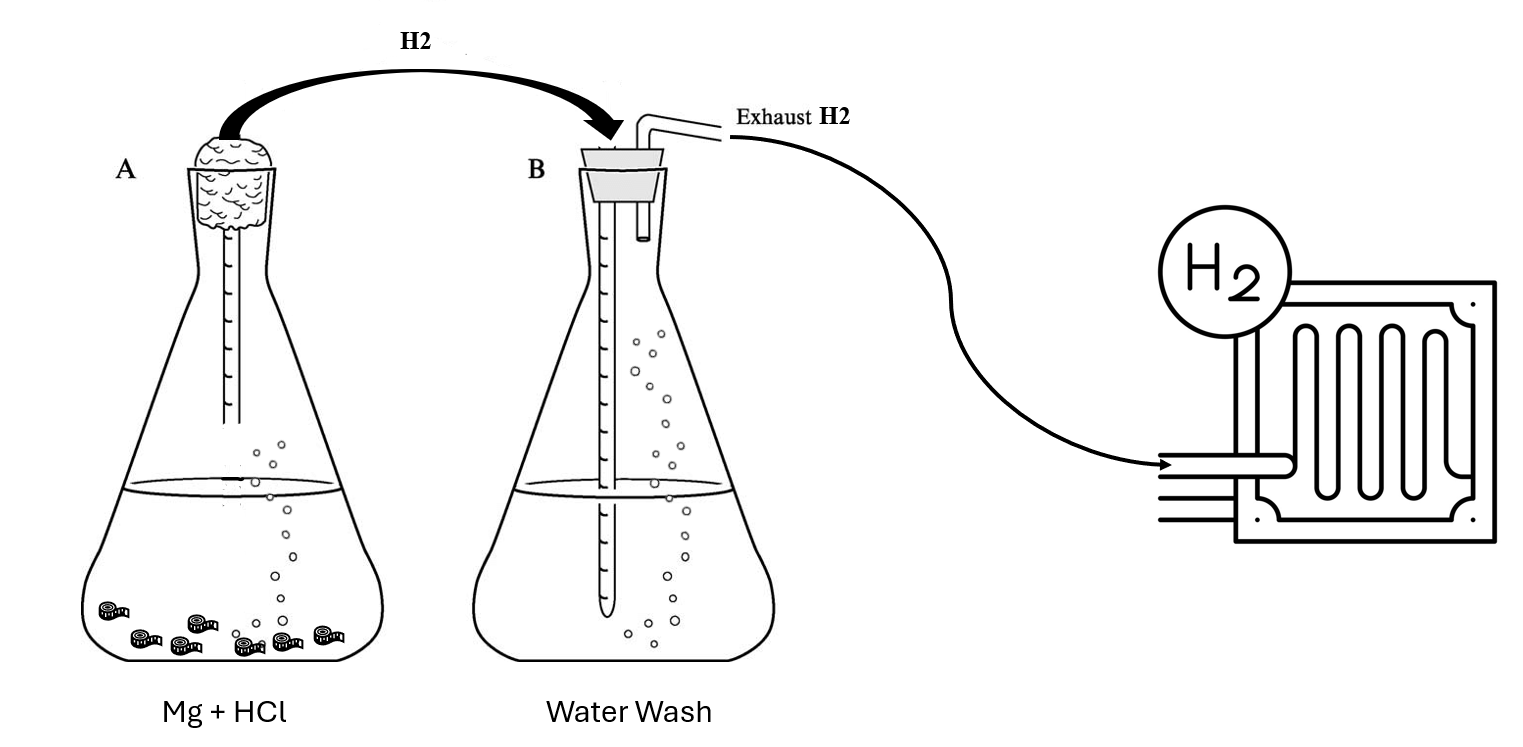 H2
A
B
Exhaust H2
H2
Mg + HCl
Water Wash